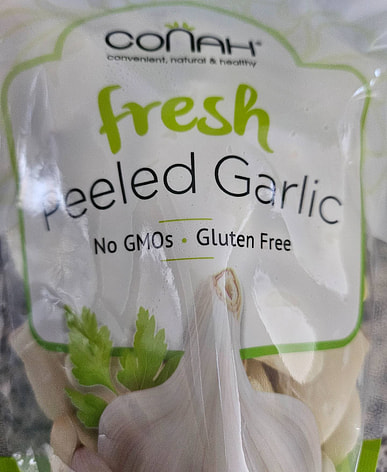 CONAH®
convenient, natural & healthy
fresh
Peeled Garlic
No GMOs • Gluten Free